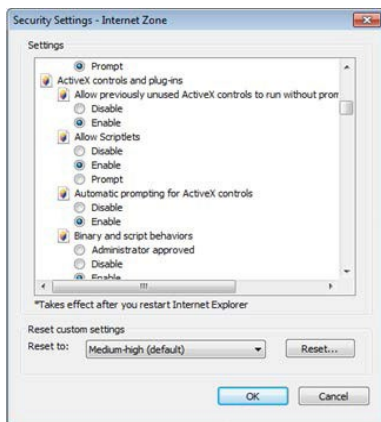 Security Settings - Internet Zone
Settings
Prompt
ActiveX controls and plug-ins
Allow previously unused ActiveX controls to run without prom
Disable
Enable
Allow Scriptlets
Disable
Enable
Prompt
Automatic prompting for ActiveX controls
Disable
Enable
Binary and script behaviors
Administrator approved
Disable
Enable
*Takes effect after you restart Internet Explorer
Reset custom settings
Reset to: Medium-high (default) Reset...
OK Cancel